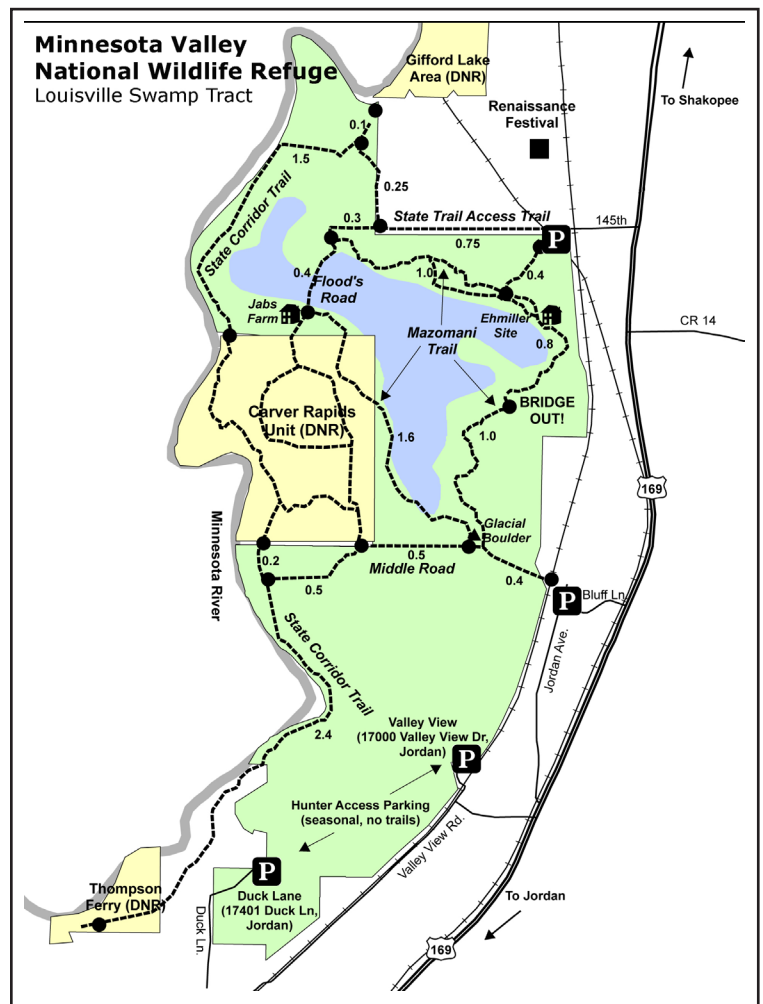 Minnesota Valley
National Wildlife Refuge
Louisville Swamp Tract
Gifford Lake
Area (DNR)
To Shakopee
Renaissance
Festival
0.1
1.5
0.25
State Corridor Trail
0.3
State Trail Access Trail
145th
P
0.75
0.4
Flood's
Road
1.0
0.4
Jabs
Farm
Ehmiller
Site
Mazomani
Trail
0.8
CR 14
Carver Rapids
Unit (DNR)
BRIDGE
OUT!
1.6
1.0
169
Minnesota River
Glacial
Boulder
0.2
0.5
Middle Road
0.5
0.4
P
Bluff Ln.
Jordan Ave.
State Corridor Trail
2.4
Valley View
(17000 Valley View Dr,
Jordan)
P
Hunter Access Parking
(seasonal, no trails)
Valley View Rd.
P
Thompson
Ferry (DNR)
Duck Ln.
Duck Lane
(17401 Duck Ln,
Jordan)
To Jordan
169